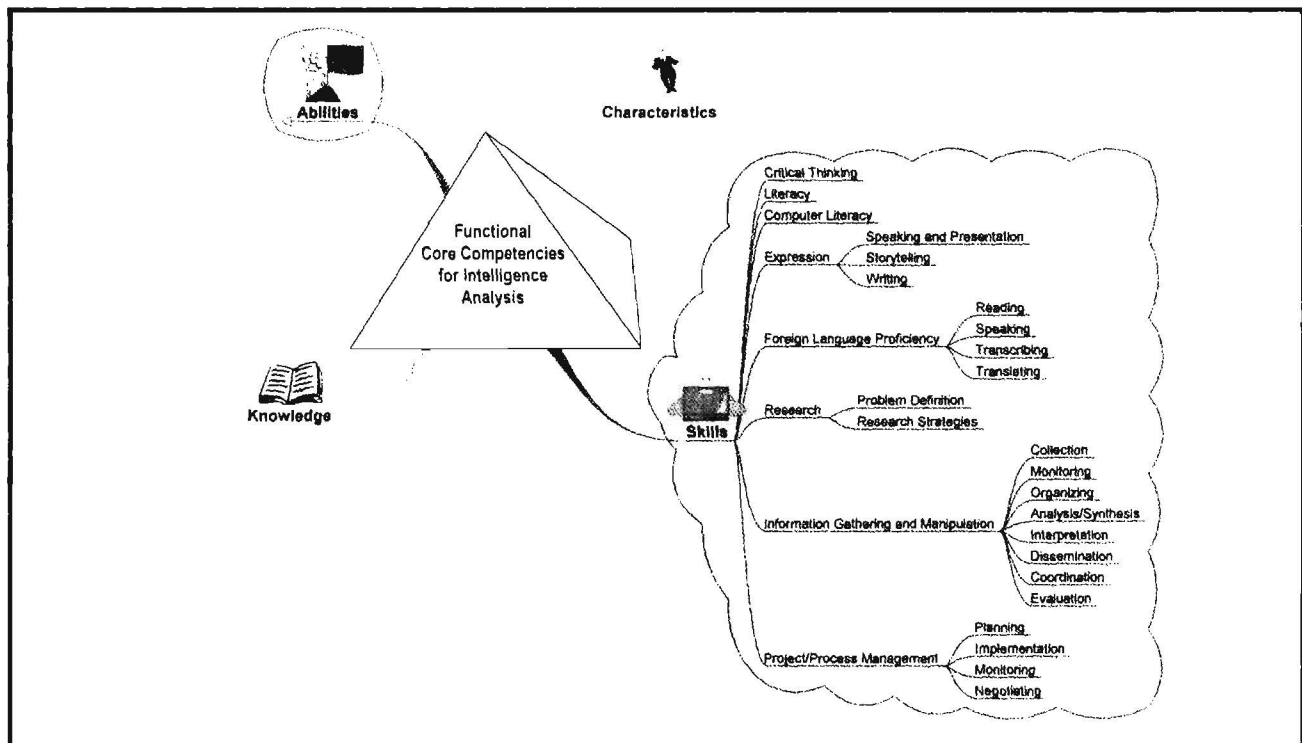 Abilities
Characteristics
Functional
Core Competencies
for Intelligence
Analysis
Knowledge
Skills
Critical Thinking
Literacy
Computer Literacy
Expression
Speaking and Presentation
Storytelling
Writing
Foreign Language Proficiency
Reading
Speaking
Transcribing
Translating
Research
Problem Definition
Research Strategies
Information Gathering and Manipulation
Collection
Monitoring
Organizing
Analysis/Synthesis
Interpretation
Dissemination
Coordination
Evaluation
Project/Process Management
Planning
Implementation
Monitoring
Negotiating